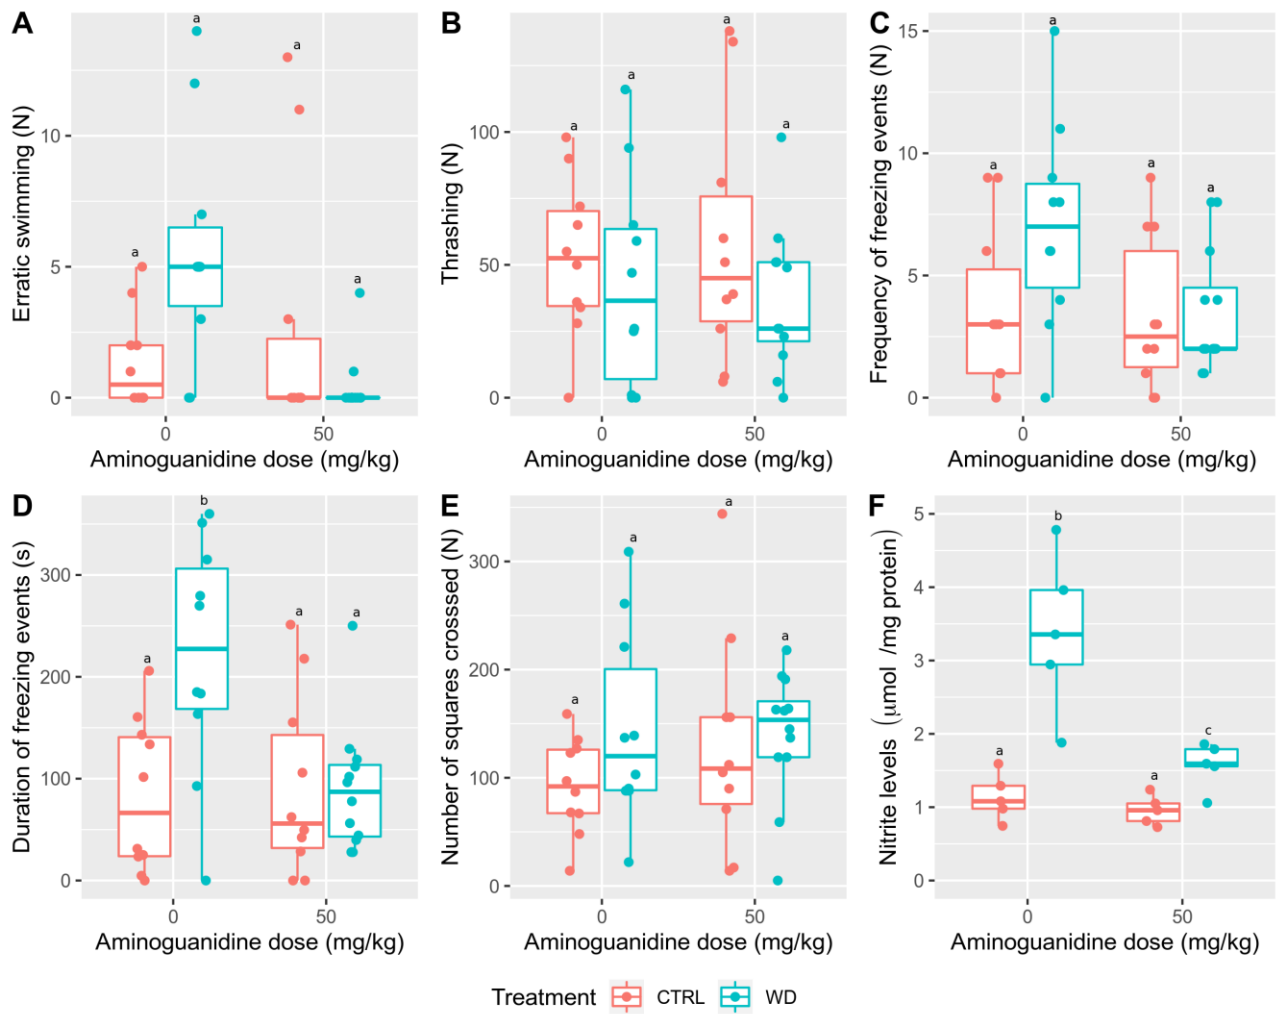 A
Erratic swimming (N)
10
5
0
a
a
a
a
0
50
Aminoguanidine dose (mg/kg)
B
Thrashing (N)
100
50
0
a
a
a
a
0
50
Aminoguanidine dose (mg/kg)
C
Frequency of freezing events (N)
15
10
5
0
a
a
a
a
0
50
Aminoguanidine dose (mg/kg)
D
Duration of freezing events (s)
300
200
100
0
a
b
a
a
0
50
Aminoguanidine dose (mg/kg)
E
Number of squares crosssed (N)
300
200
100
0
a
a
a
a
0
50
Aminoguanidine dose (mg/kg)
F
Nitrite levels (μmol /mg protein)
5
4
3
2
1
0
a
b
a
c
0
50
Aminoguanidine dose (mg/kg)
Treatment CTRL WD